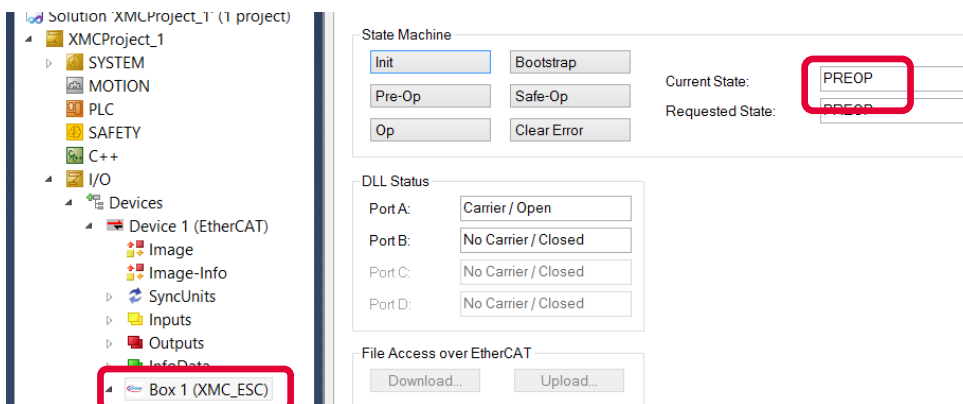 Solution 'XMCProject_1' (1 project)
XMCProject_1
SYSTEM
MOTION
PLC
SAFETY
C++
I/O
Devices
Device 1 (EtherCAT)
Image
Image-Info
SyncUnits
Inputs
Outputs
InfoData
Box 1 (XMC_ESC)
State Machine
Init Bootstrap
Pre-Op Safe-Op
Op Clear Error
Current State: PREOP
Requested State: PREOP
DLL Status
Port A: Carrier / Open
Port B: No Carrier / Closed
Port C: No Carrier / Closed
Port D: No Carrier / Closed
File Access over EtherCAT
Download... Upload...